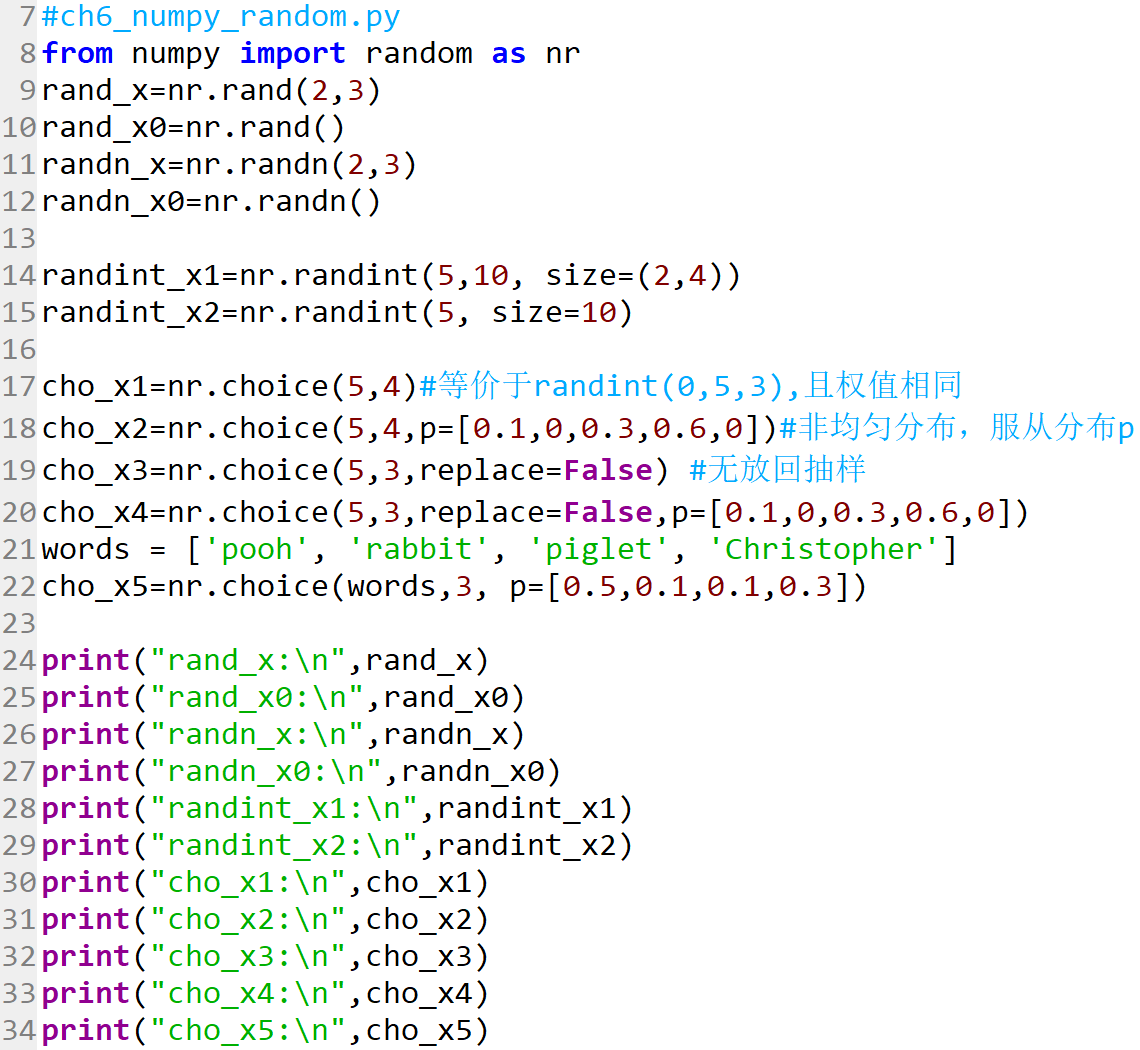 7 #ch6_numpy_random.py
8 from numpy import random as nr
9 rand_x=nr.rand(2,3)
10 rand_x0=nr.rand()
11 randn_x=nr.randn(2,3)
12 randn_x0=nr.randn()
13
14 randint_x1=nr.randint(5,10, size=(2,4))
15 randint_x2=nr.randint(5, size=10)
16
17 cho_x1=nr.choice(5,4)#等价于randint(0,5,3),且权值相同
18 cho_x2=nr.choice(5,4,p=[0.1,0,0.3,0.6,0])#非均匀分布，服从分布p
19 cho_x3=nr.choice(5,3,replace=False) #无放回抽样
20 cho_x4=nr.choice(5,3,replace=False,p=[0.1,0,0.3,0.6,0])
21 words = ['pooh', 'rabbit', 'piglet', 'Christopher']
22 cho_x5=nr.choice(words,3, p=[0.5,0.1,0.1,0.3])
23
24 print("rand_x:\n",rand_x)
25 print("rand_x0:\n",rand_x0)
26 print("randn_x:\n",randn_x)
27 print("randn_x0:\n",randn_x0)
28 print("randint_x1:\n",randint_x1)
29 print("randint_x2:\n",randint_x2)
30 print("cho_x1:\n",cho_x1)
31 print("cho_x2:\n",cho_x2)
32 print("cho_x3:\n",cho_x3)
33 print("cho_x4:\n",cho_x4)
34 print("cho_x5:\n",cho_x5)